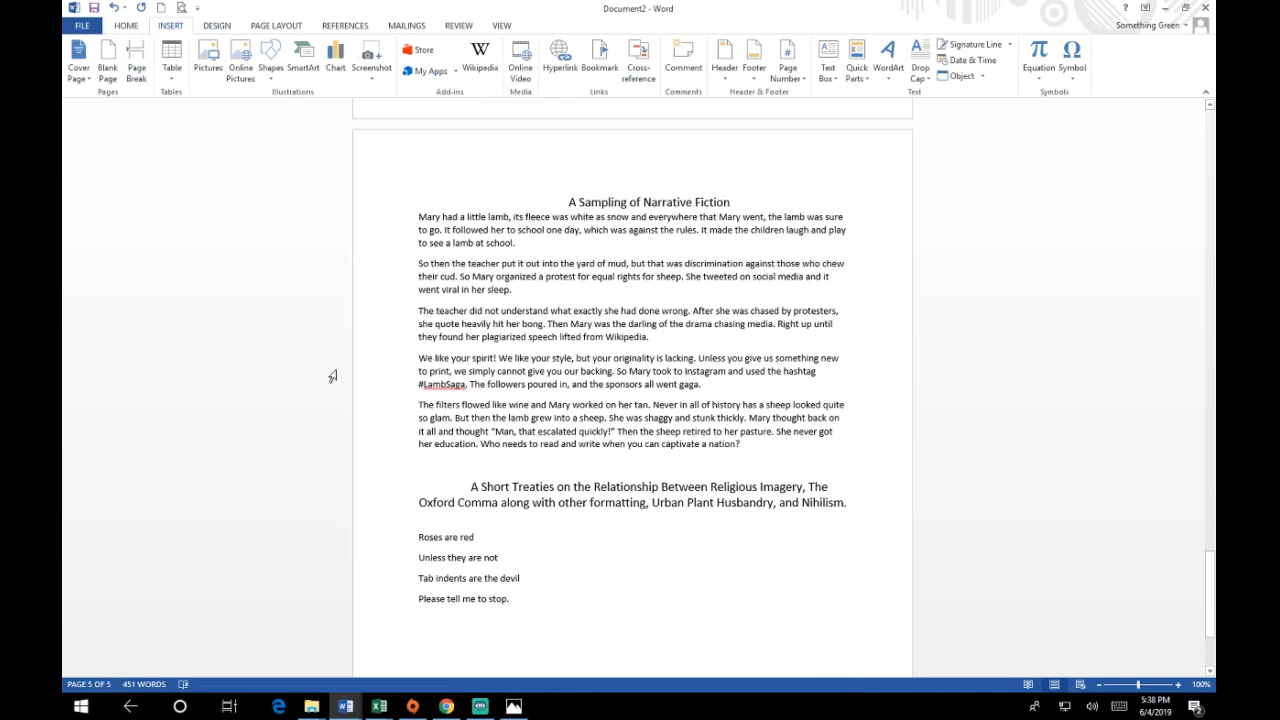 Document2 - Word
Something Green
FILE HOME INSERT DESIGN PAGE LAYOUT REFERENCES MAILINGS REVIEW VIEW
Cover Page Blank Page Page Break Table Pictures Online Pictures Shapes SmartArt Chart Screenshot Store My Apps Wikipedia Online Video Hyperlink Bookmark Cross-reference Comment Header Footer Page Number Text Box Quick Parts WordArt Drop Cap Signature Line Date & Time Object Equation Symbol
Pages Tables Illustrations Add-ins Media Links Comments Header & Footer Text Symbols
A Sampling of Narrative Fiction
Mary had a little lamb, its fleece was white as snow and everywhere that Mary went, the lamb was sure
to go. It followed her to school one day, which was against the rules. It made the children laugh and play
to see a lamb at school.
So then the teacher put it out into the yard of mud, but that was discrimination against those who chew
their cud. So Mary organized a protest for equal rights for sheep. She tweeted on social media and it
went viral in her sleep.
The teacher did not understand what exactly she had done wrong. After she was chased by protesters,
she quote heavily hit her bong. Then Mary was the darling of the drama chasing media. Right up until
they found her plagiarized speech lifted from Wikipedia.
We like your spirit! We like your style, but your originality is lacking. Unless you give us something new
to print, we simply cannot give you our backing. So Mary took to Instagram and used the hashtag
#LambSaga. The followers poured in, and the sponsors all went gaga.
The filters flowed like wine and Mary worked on her tan. Never in all of history has a sheep looked quite
so glam. But then the lamb grew into a sheep. She was shaggy and stunk thickly. Mary thought back on
it all and thought “Man, that escalated quickly!” Then the sheep retired to her pasture. She never got
her education. Who needs to read and write when you can captivate a nation?
A Short Treaties on the Relationship Between Religious Imagery, The
Oxford Comma along with other formatting, Urban Plant Husbandry, and Nihilism.
Roses are red
Unless they are not
Tab indents are the devil
Please tell me to stop.
PAGE 5 OF 5 451 WORDS 100%
5:38 PM
6/4/2019